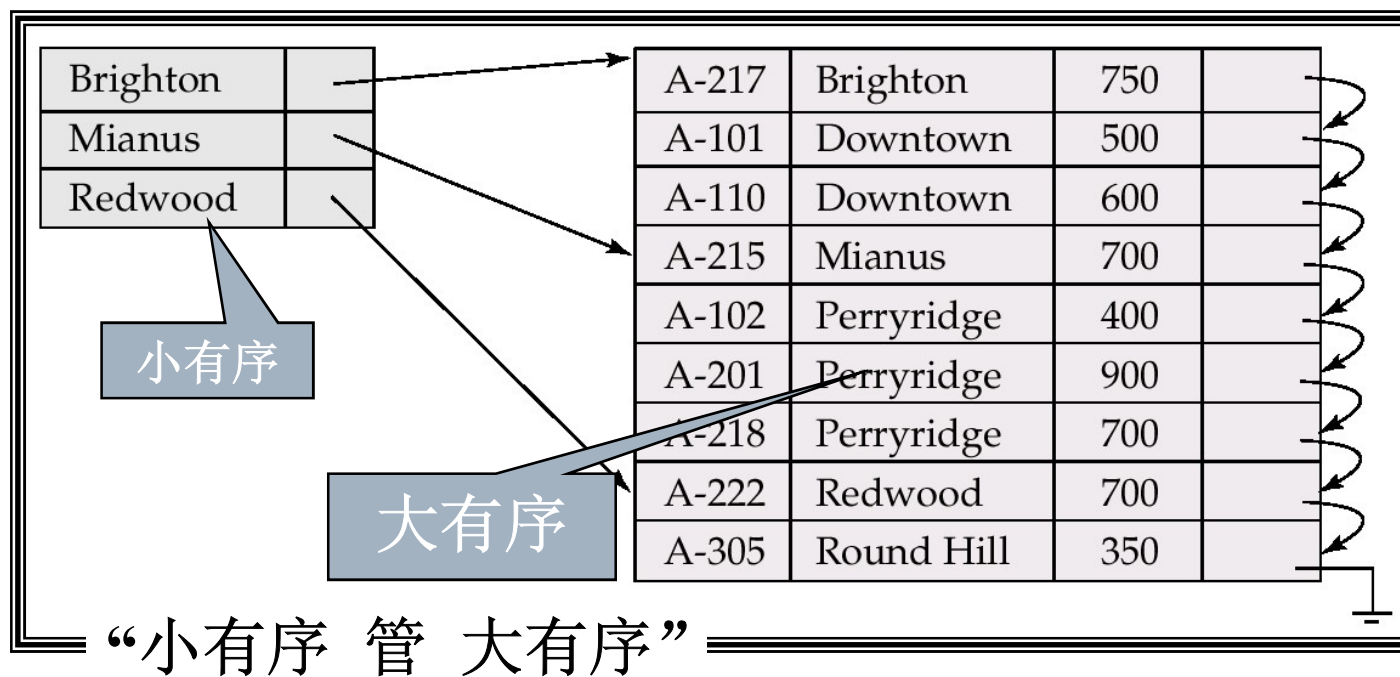 Brighton
Mianus
Redwood
小有序
A-217 Brighton 750
A-101 Downtown 500
A-110 Downtown 600
A-215 Mianus 700
A-102 Perryridge 400
A-201 Perryridge 900
A-218 Perryridge 700
A-222 Redwood 700
A-305 Round Hill 350
大有序
“小有序 管 大有序”